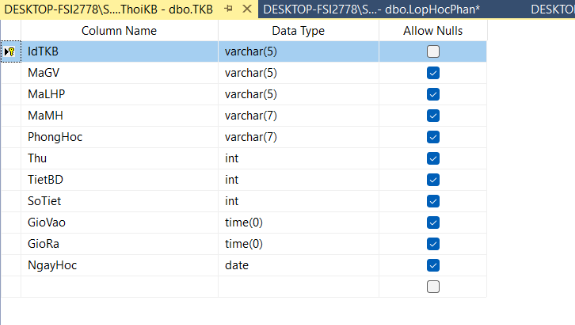 DESKTOP-FSI2778\S....ThoiKB - dbo.TKB DESKTOP-FSI2778\S...- dbo.LopHocPhan* DESKTOP
Column Name Data Type Allow Nulls
IdTKB varchar(5)
MaGV varchar(5)
MaLHP varchar(5)
MaMH varchar(7)
PhongHoc varchar(7)
Thu int
TietBD int
SoTiet int
GioVao time(0)
GioRa time(0)
NgayHoc date